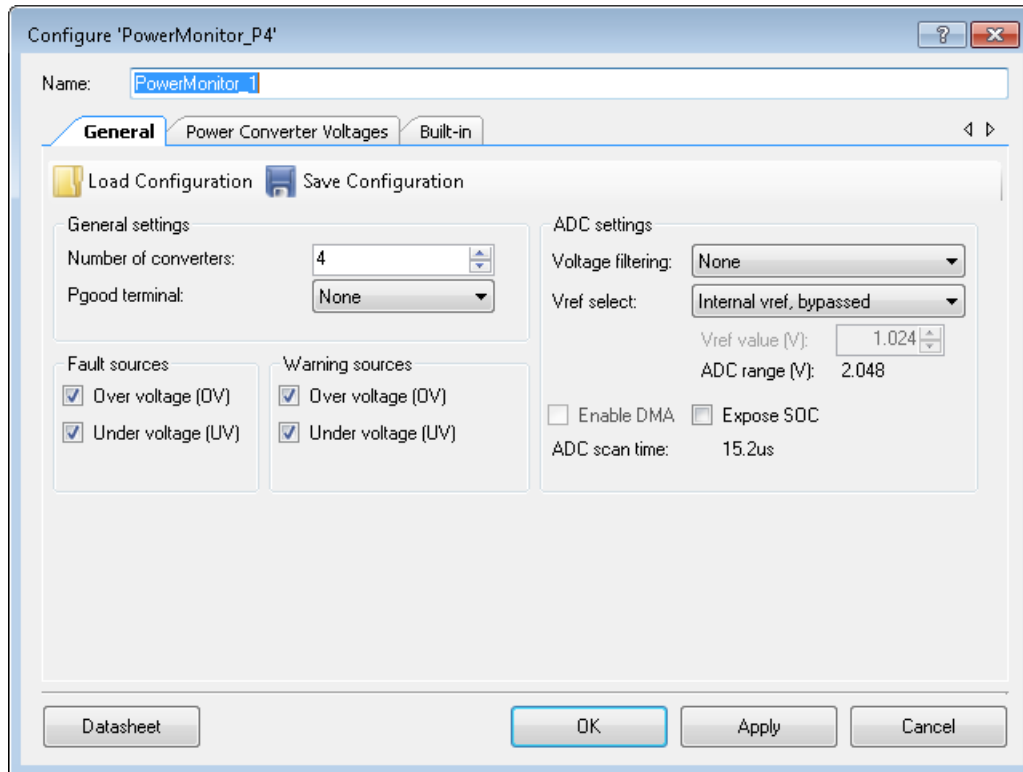 Configure 'PowerMonitor_P4'
Name: PowerMonitor_1
General Power Converter Voltages Built-in
Load Configuration Save Configuration
General settings
Number of converters: 4
Pgood terminal: None
ADC settings
Voltage filtering: None
Vref select: Internal vref, bypassed
Vref value (V): 1.024
ADC range (V): 2.048
Enable DMA Expose SOC
ADC scan time: 15.2us
Fault sources
Over voltage (OV)
Under voltage (UV)
Warning sources
Over voltage (OV)
Under voltage (UV)
Datasheet OK Apply Cancel